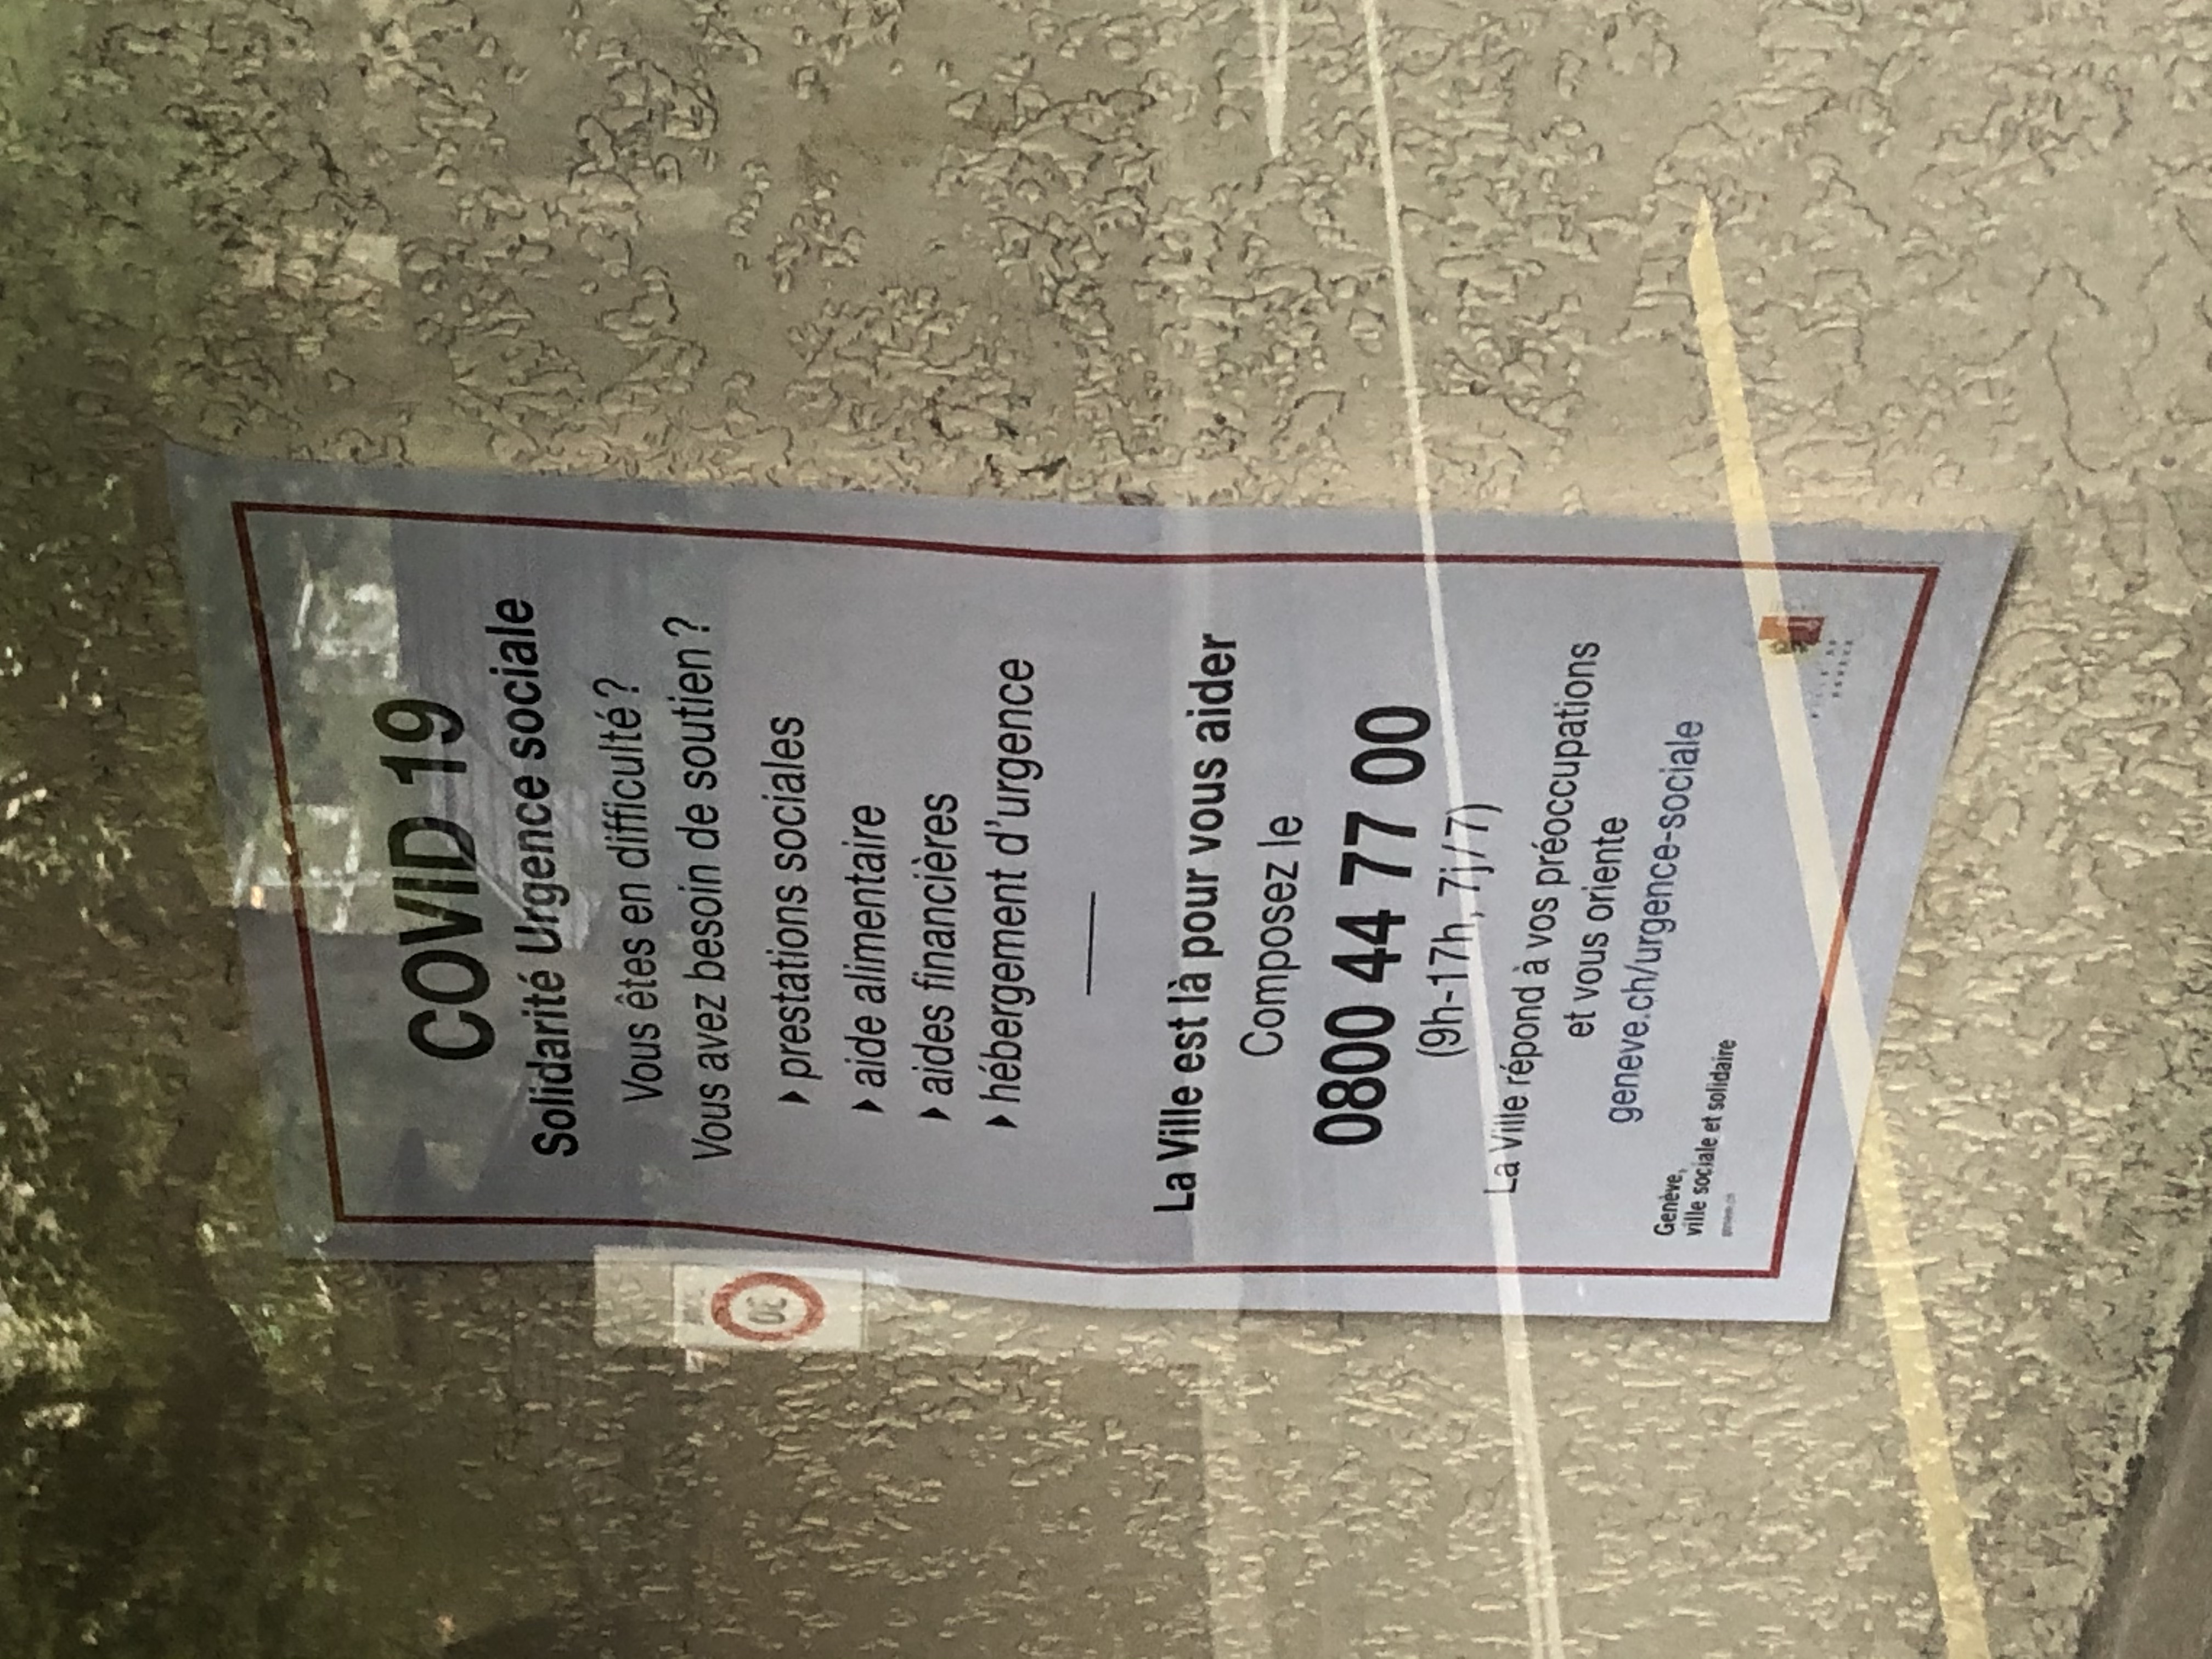 COVID 19
Solidarité Urgence sociale
Vous êtes en difficulté ?
Vous avez besoin de soutien ?
prestations sociales
aide alimentaire
aides financières
hébergement d'urgence
La Ville est là pour vous aider
Composez le
0800 44 77 00
(9h-17h, 7j/7)
La Ville répond à vos préoccupations
et vous oriente
geneve.ch/urgence-sociale
Genève,
ville sociale et solidaire